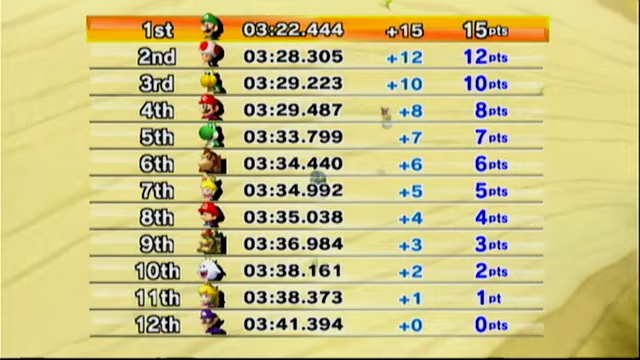 1st 03:22.444 +15 15pts
2nd 03:28.305 +12 12pts
3rd 03:29.223 +10 10pts
4th 03:29.487 +8 8pts
5th 03:33.799 +7 7pts
6th 03:34.440 +6 6pts
7th 03:34.992 +5 5pts
8th 03:35.038 +4 4pts
9th 03:36.984 +3 3pts
10th 03:38.161 +2 2pts
11th 03:38.373 +1 1pt
12th 03:41.394 +0 0pts